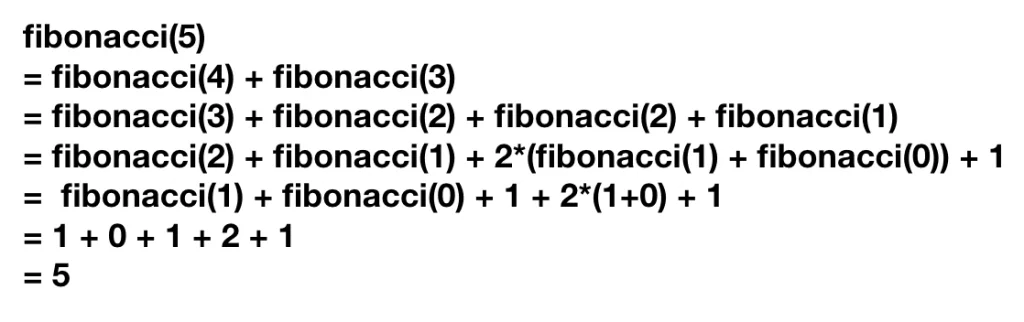 fibonacci(5)
= fibonacci(4) + fibonacci(3)
= fibonacci(3) + fibonacci(2) + fibonacci(2) + fibonacci(1)
= fibonacci(2) + fibonacci(1) + 2*(fibonacci(1) + fibonacci(0)) + 1
= fibonacci(1) + fibonacci(0) + 1 + 2*(1+0) + 1
= 1 + 0 + 1 + 2 + 1
= 5